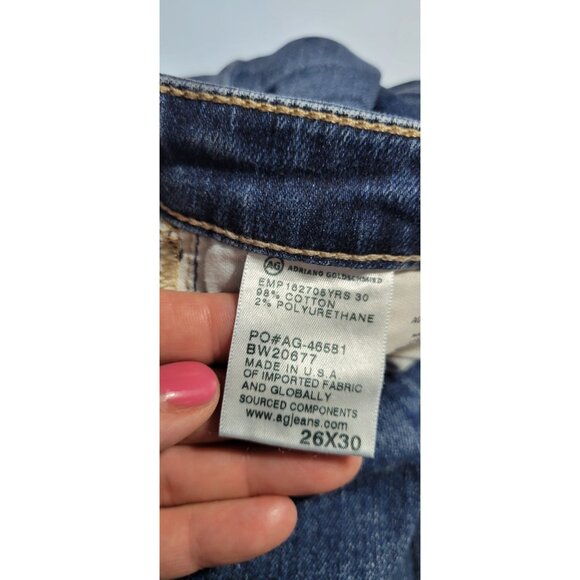 AG ADRIANO GOLDSCHMIED
EMP162705YRS 30
98% COTTON
2% POLYURETHANE
PO#AG-46581
BW20677
MADE IN U.S.A.
OF IMPORTED FABRIC
AND GLOBALLY
SOURCED COMPONENTS
www.agjeans.com
26X30